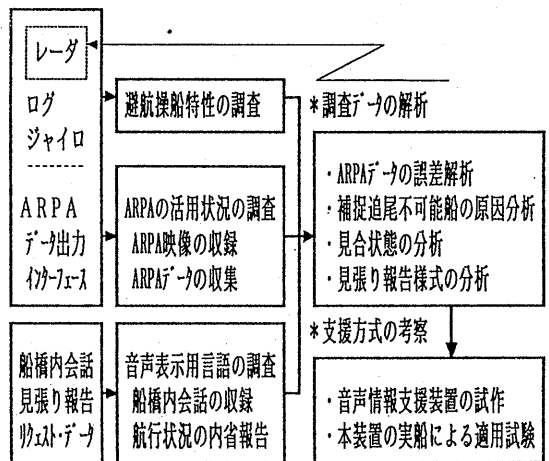 レーダ
ログ
ジャイロ
ARPA
データ出力
インターフェース
避航操船特性の調査
ARPAの活用状況の調査
ARPA映像の収録
ARPAデータの収集
船橋内会話
見張り報告
リクエスト・データ
音声表示用言語の調査
船橋内会話の収録
航行状況の内省報告
*調査データの解析
・ARPAデータの誤差解析
・補捉追尾不可能船の原因分析
・見合状態の分析
・見張り報告様式の分析
*支援方式の考察
・音声情報支援装置の試作
・本装置の実船による適用試験